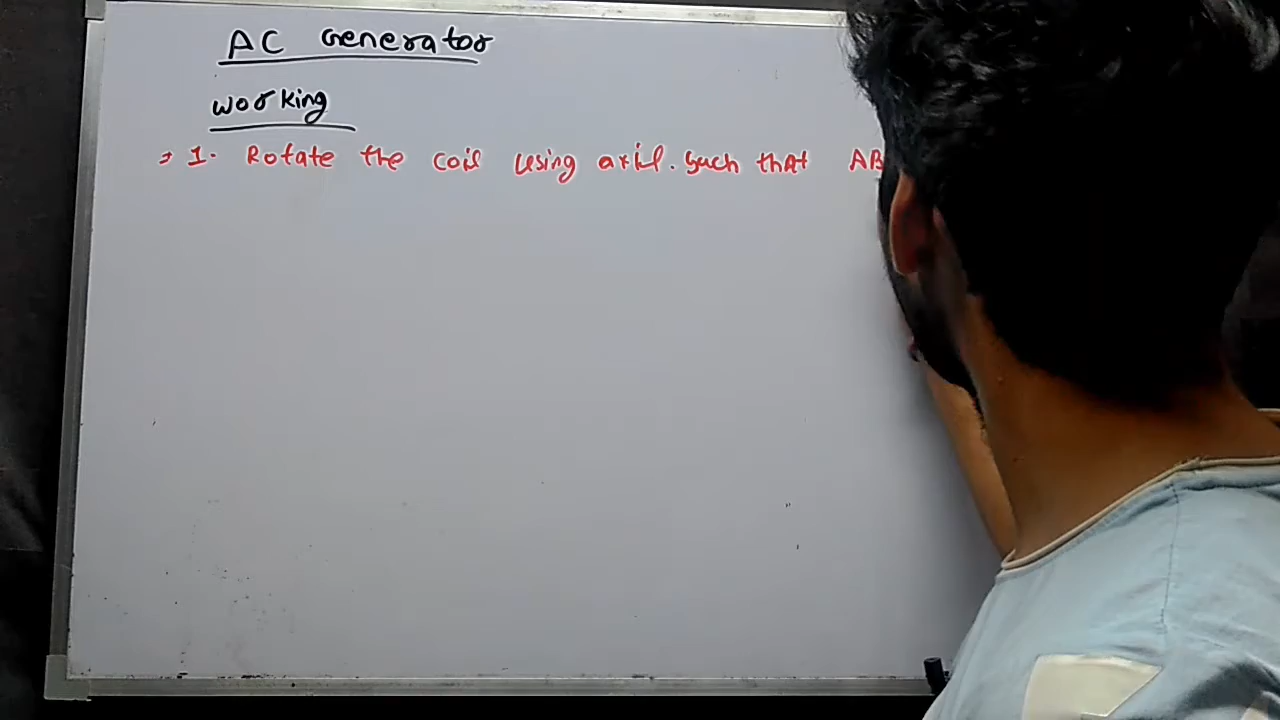 AC Generator
working
→ 1. Rotate the coil using axil. Such that AB